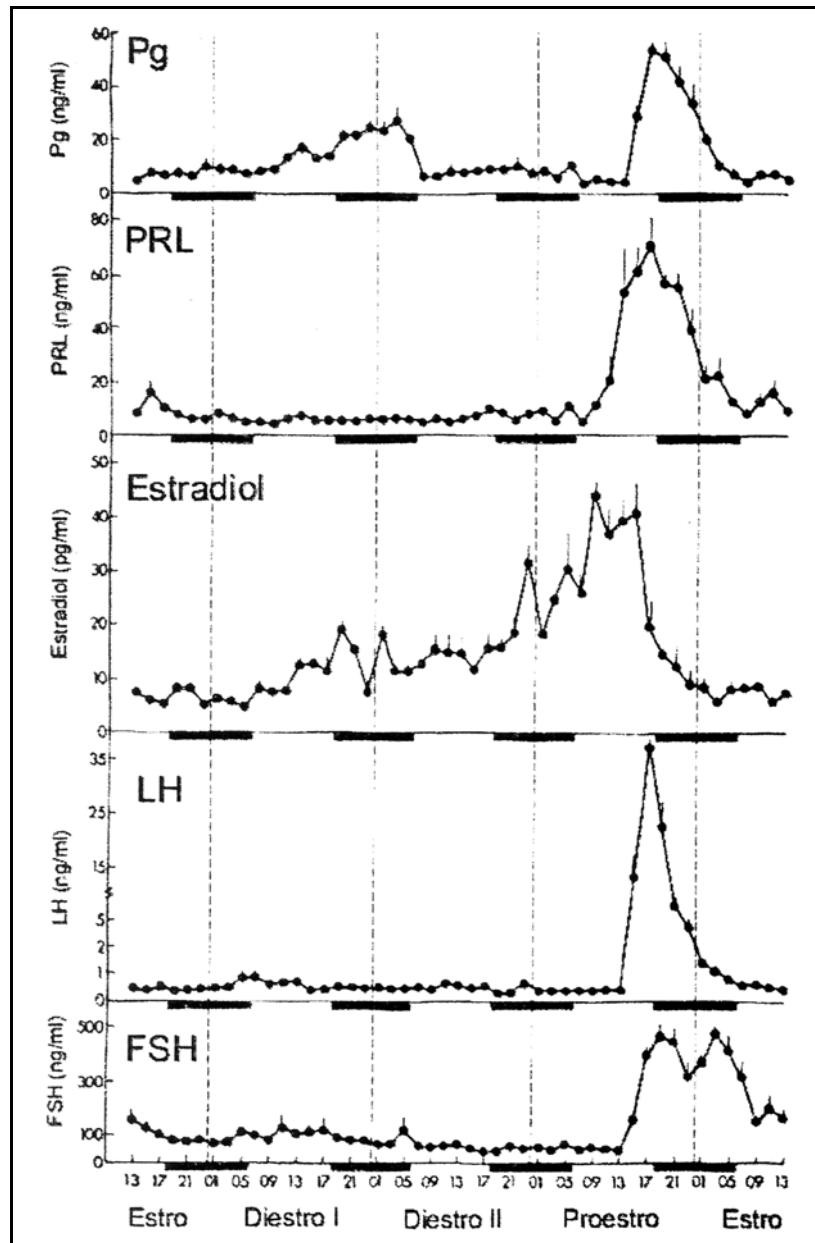 Pg
Pg (ng/ml)
60
40
20
0
PRL
PRL (ng/ml)
80
60
40
20
0
Estradiol
Estradiol (pg/ml)
50
40
30
20
10
0
LH
LH (ng/ml)
35
25
15
5
2
1
0
FSH
FSH (ng/ml)
500
300
100
0
13 17 21 01 05 09 13 17 21 01 05 09 13 17 21 01 05 09 13 17 21 01 05 09 13
Estro Diestro I Diestro II Proestro Estro